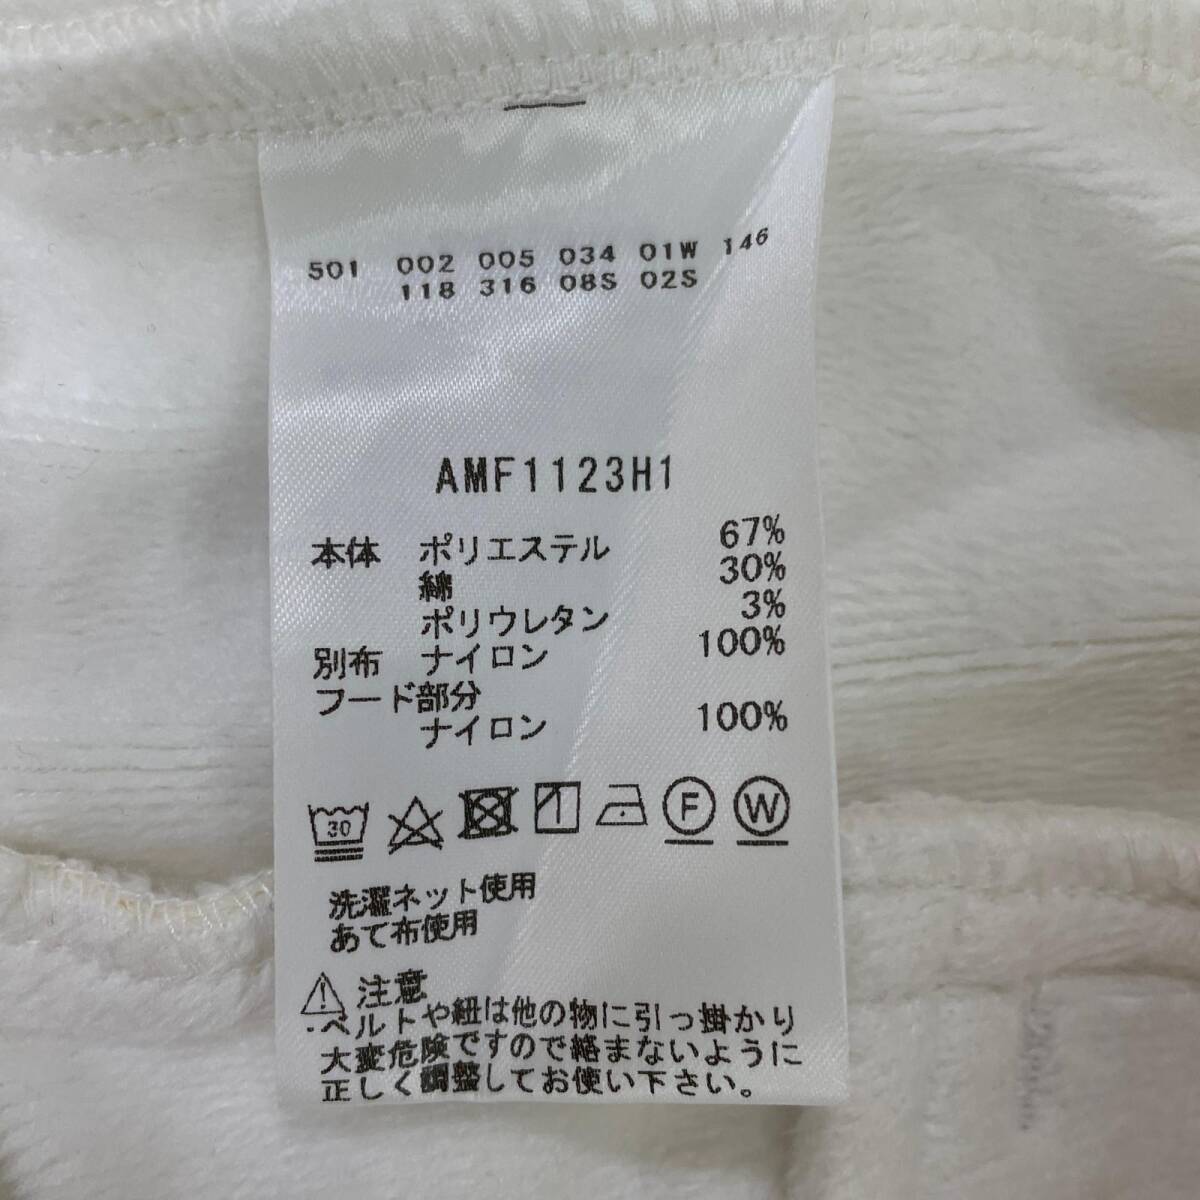 501 002 005 034 01W 146
118 316 08S 02S
AMF1123H1
本体 ポリエステル 67%
綿 30%
ポリウレタン 3%
別布 ナイロン 100%
フード部分
ナイロン 100%
30 F W
洗濯ネット使用
あて布使用
注意
・ベルトや紐は他の物に引っ掛かり
大変危険ですので絡まないように
正しく調整してお使い下さい。